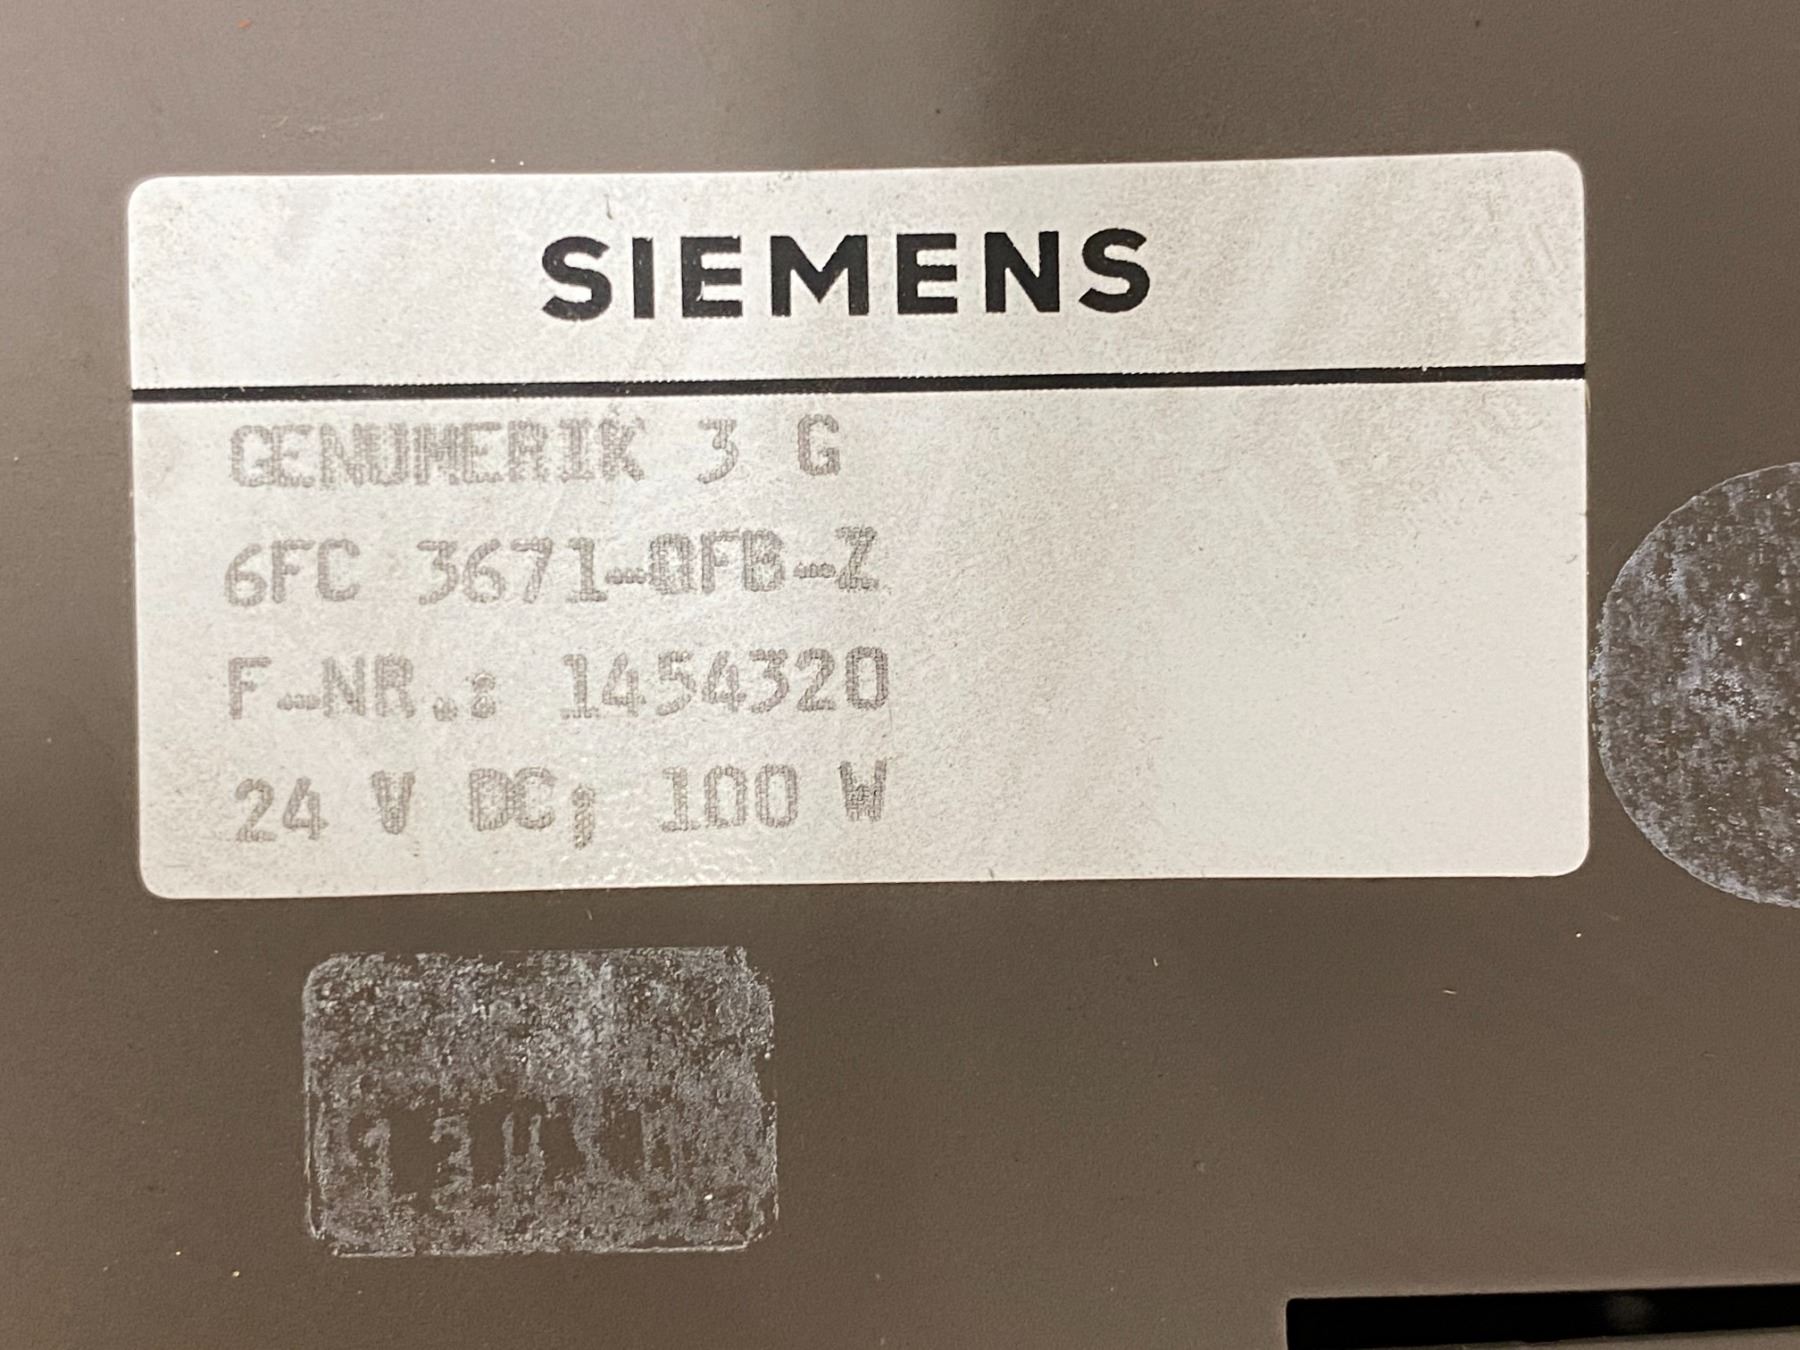 SIEMENS
GENUMERIK 3 G
6FC 3671-0FB-Z
F-NR.: 1454320
24 V DC; 100 W